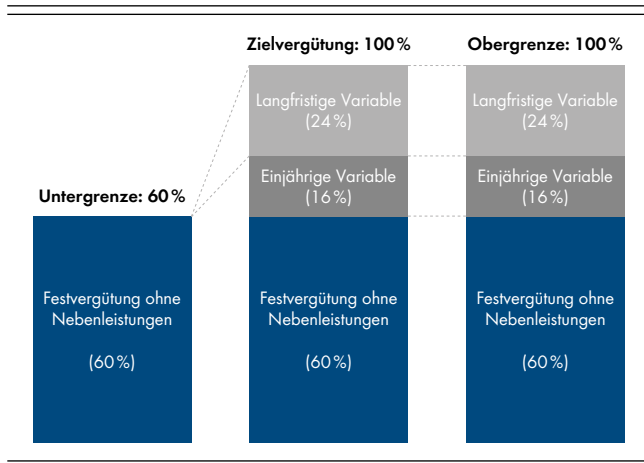 Zielvergütung: 100 %
Obergrenze: 100 %
Langfristige Variable
(24 %)
Langfristige Variable
(24 %)
Einjährige Variable
(16 %)
Einjährige Variable
(16 %)
Untergrenze: 60 %
Festvergütung ohne
Nebenleistungen
(60 %)
Festvergütung ohne
Nebenleistungen
(60 %)
Festvergütung ohne
Nebenleistungen
(60 %)